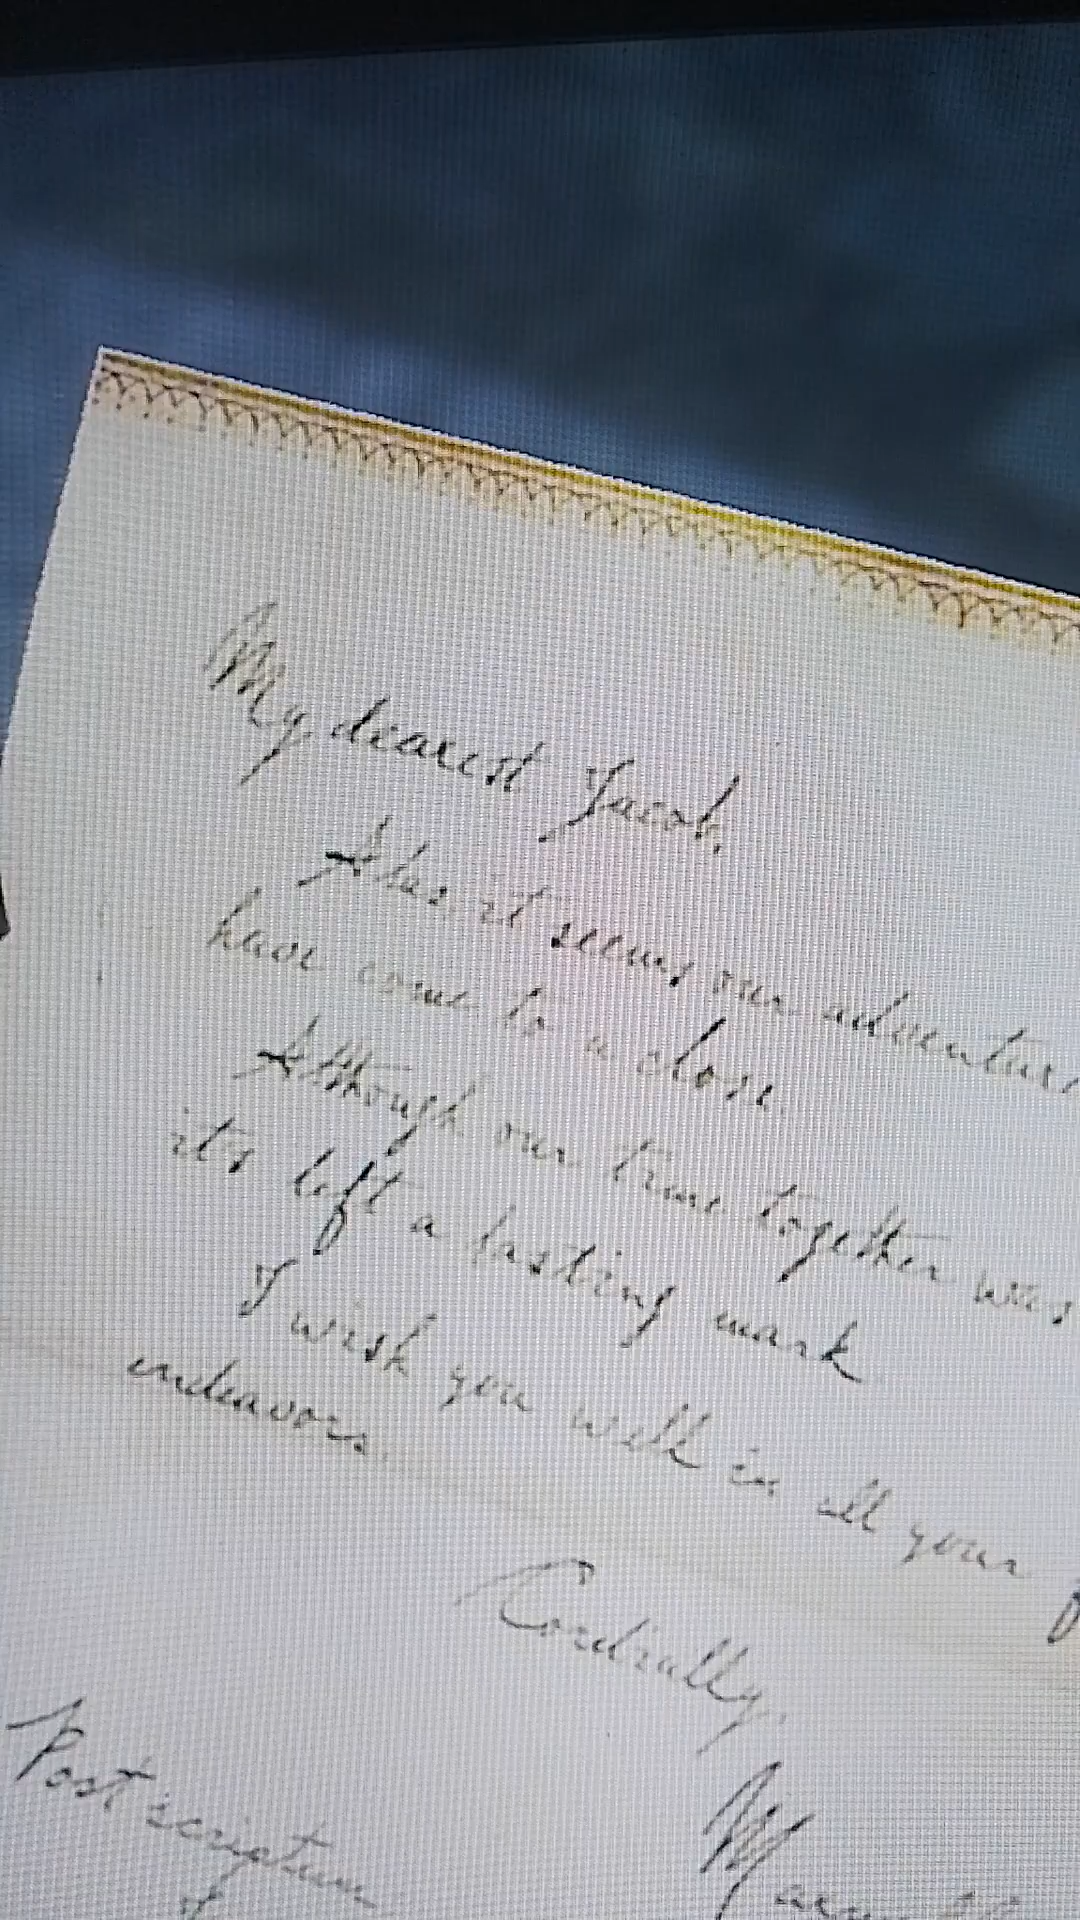 My dearest Jacob,
Alas, it seems our adventures
have come to a close.
Although our time together was
it's left a lasting mark
I wish you well in all your f
endeavors.
Cordially,
Post scriptum